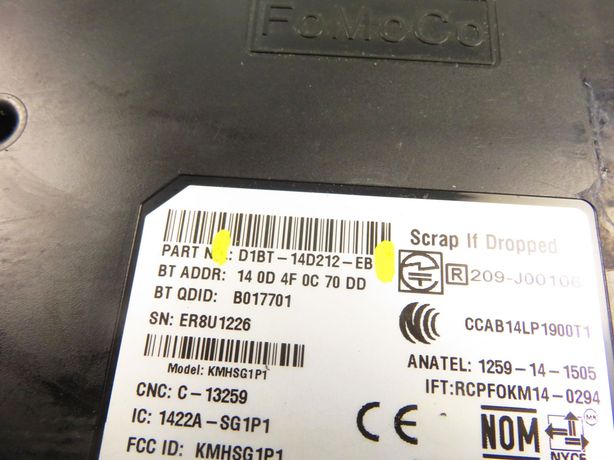 FoMoCo
Scrap If Dropped
PART NO.: D1BT-14D212-EB
BT ADDR: 14 0D 4F 0C 70 DD
R 209-J00106
BT QDID: B017701
CCAB14LP1900T1
SN: ER8U1226
ANATEL: 1259-14-1505
Model: KMHSG1P1
IFT:RCPFOKM14-0294
CNC: C-13259
IC: 1422A-SG1P1
CE
NOM
NYCE
FCC ID: KMHSG1P1